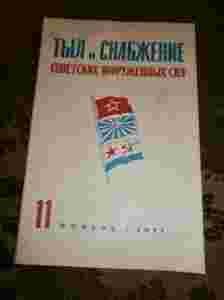 ТЫЛ и СНАБЖЕНИЕ
СОВЕТСКИХ ВООРУЖЕННЫХ СИЛ
11